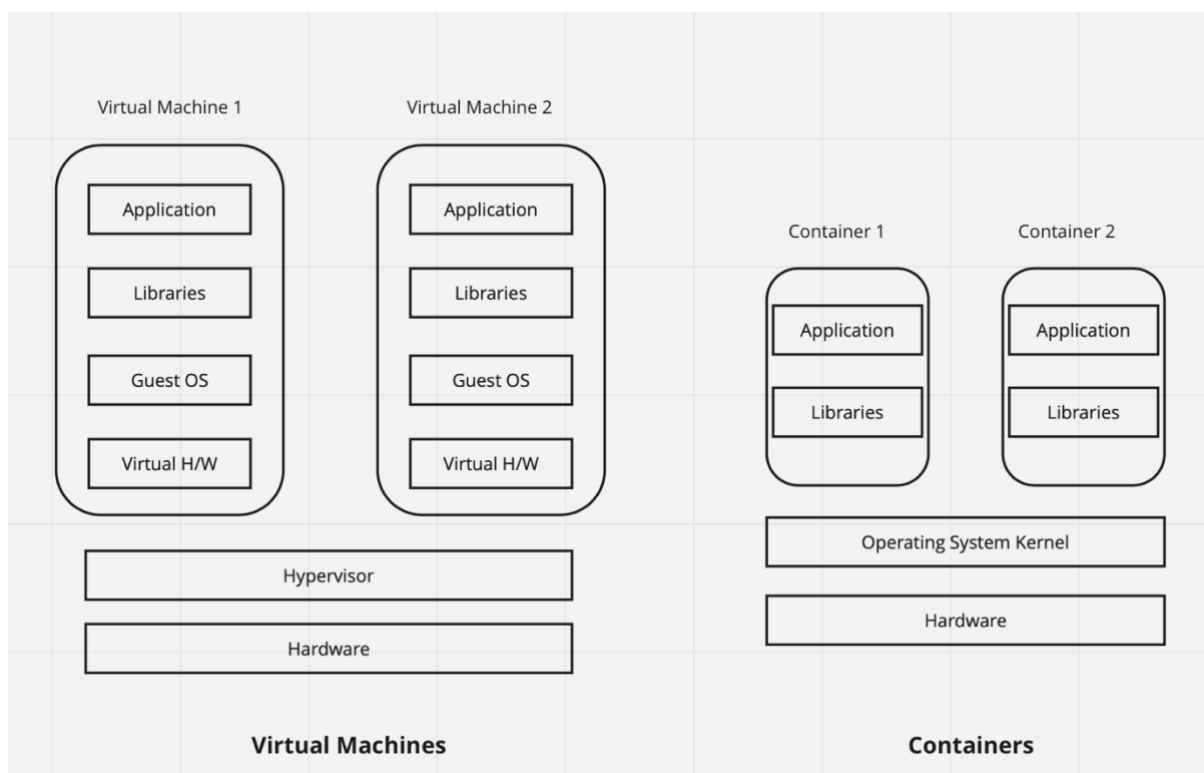 Virtual Machine 1
Virtual Machine 2
Application
Libraries
Guest OS
Virtual H/W
Application
Libraries
Guest OS
Virtual H/W
Hypervisor
Hardware
Virtual Machines
Container 1
Container 2
Application
Libraries
Application
Libraries
Operating System Kernel
Hardware
Containers